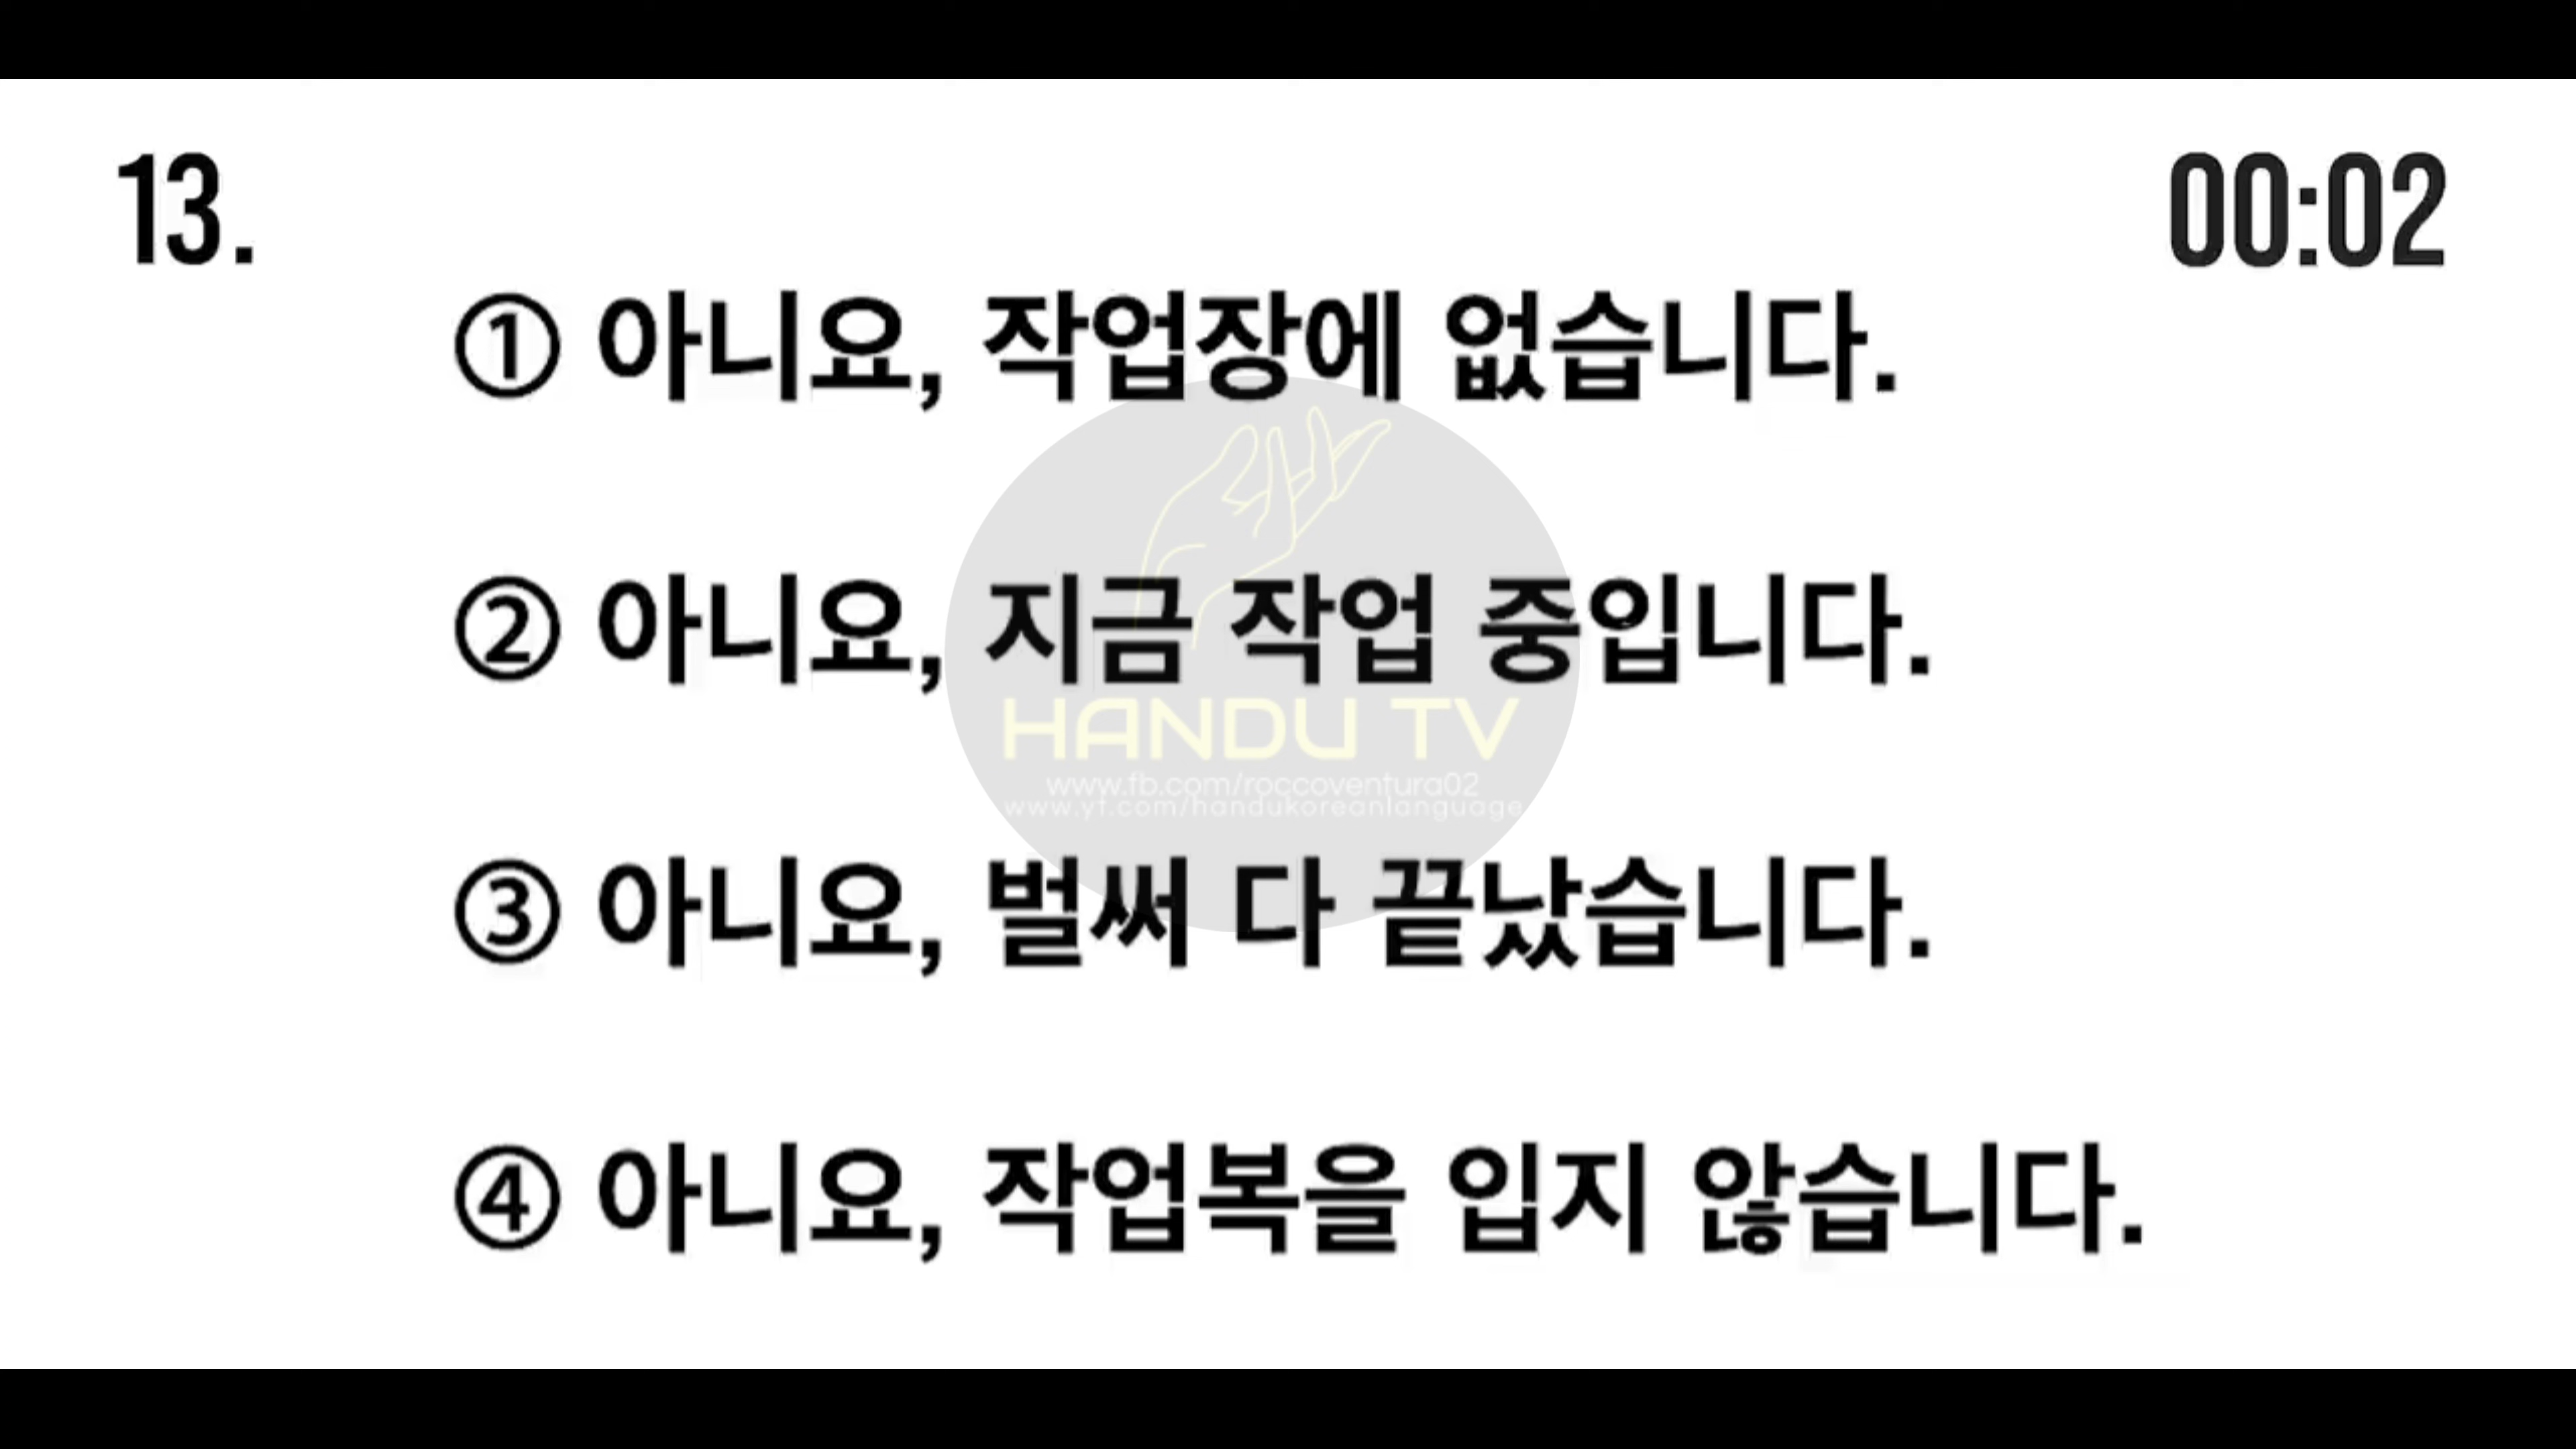 13.
00:02
① 아니요, 작업장에 없습니다.
② 아니요, 지금 작업 중입니다.
HANDU TV
www.fb.com/roccoventura02
www.yt.com/handukoreanlanguage
③ 아니요, 벌써 다 끝났습니다.
④ 아니요, 작업복을 입지 않습니다.